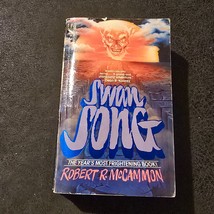 SWAN
SONG
THE YEAR'S MOST FRIGHTENING BOOK!
ROBERT R. McCAMMON